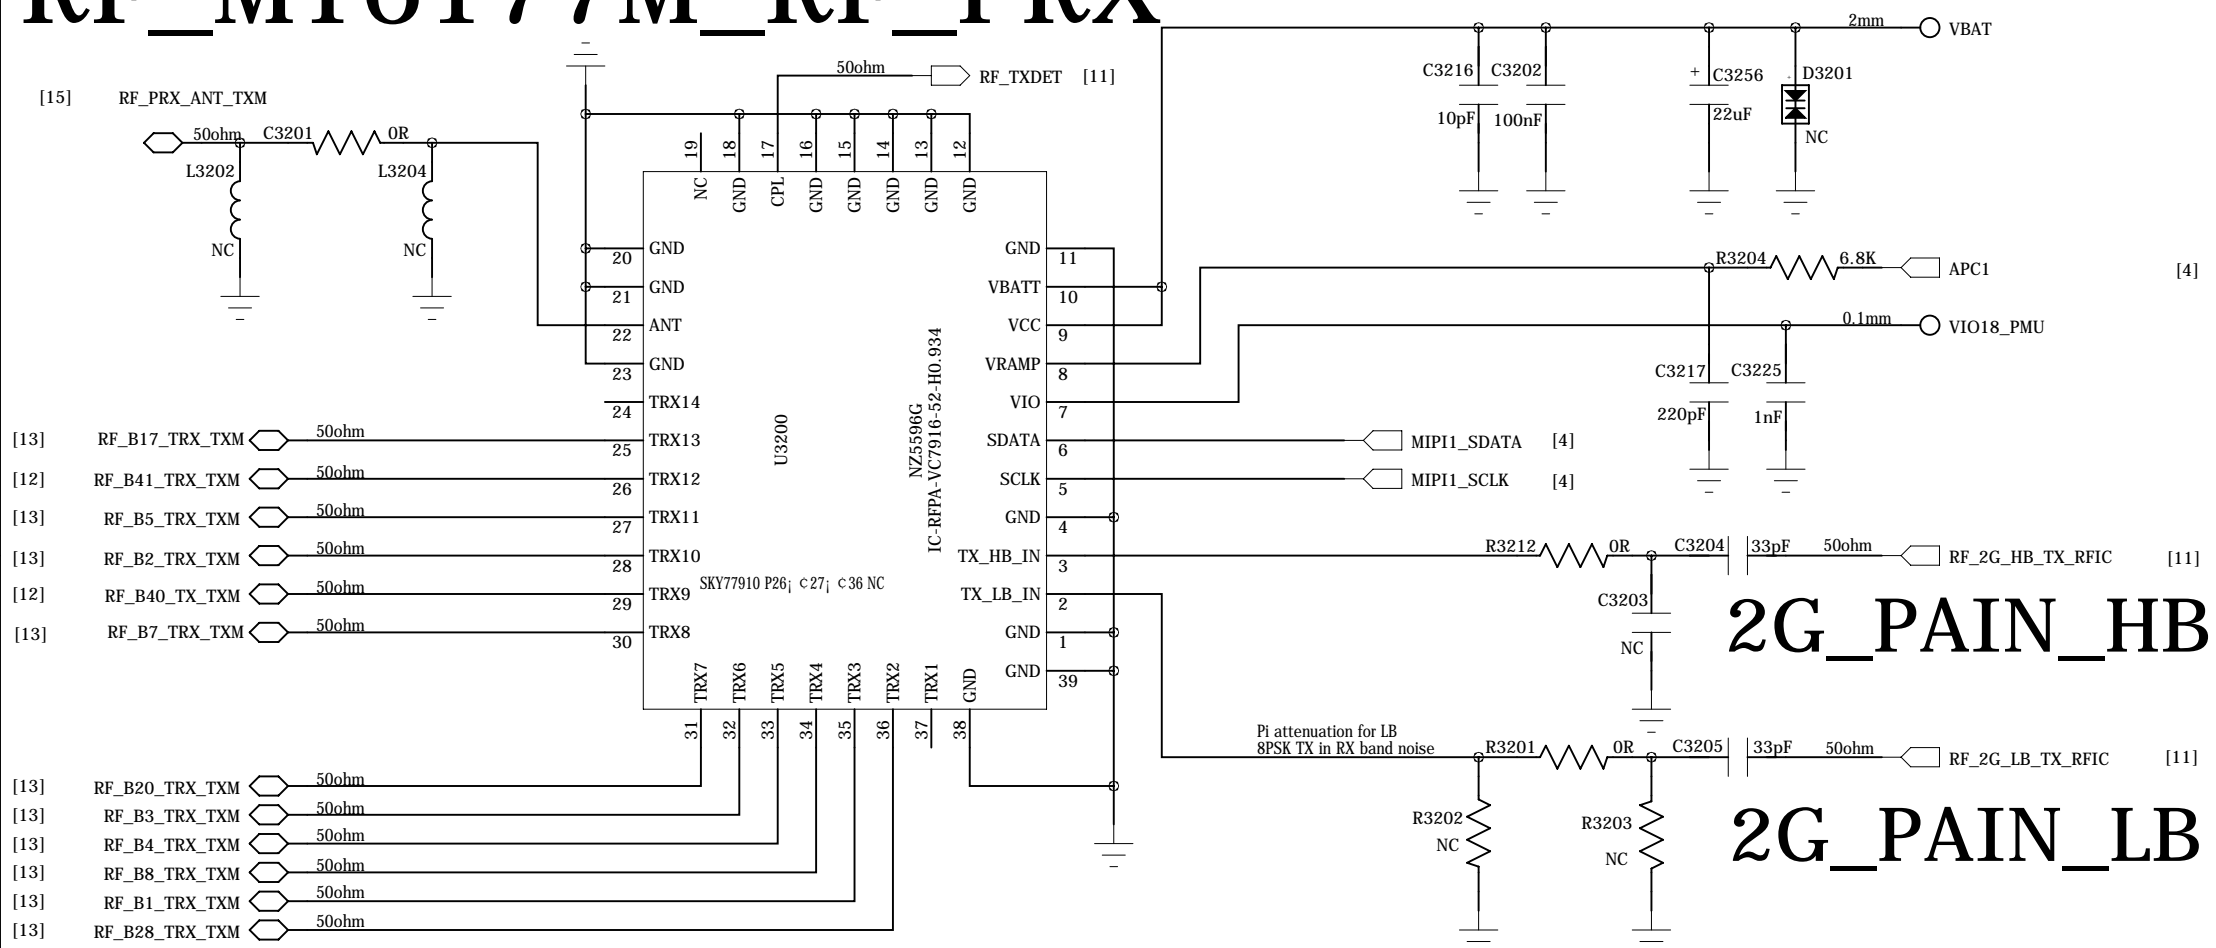 RF_MT6177M_RF_PRX
2mm
VBAT
C3216
C3202
C3256
D3201
+
10pF
100nF
22uF
NC
50ohm
RF_TXDET
[11]
[15]
RF_PRX_ANT_TXM
50ohm
C3201
0R
L3202
L3204
NC
NC
19
18
17
16
15
14
13
12
NC
GND
CPL
GND
GND
GND
GND
GND
GND
20
GND
21
ANT
22
GND
23
TRX14
24
TRX13
25
TRX12
26
TRX11
27
TRX10
28
TRX9
29
TRX8
30
GND
11
VBATT
10
VCC
9
VRAMP
8
VIO
7
SDATA
6
SCLK
5
GND
4
TX_HB_IN
3
TX_LB_IN
2
GND
1
GND
39
U3200
NZ5596G
IC-RFPA-VC7916-52-H0.934
SKY77910 P26¡ ¢27¡ ¢36 NC
TRX7
TRX6
TRX5
TRX4
TRX3
TRX2
TRX1
GND
31
32
33
34
35
36
37
38
[13]
RF_B17_TRX_TXM
50ohm
[12]
RF_B41_TRX_TXM
50ohm
[13]
RF_B5_TRX_TXM
50ohm
[13]
RF_B2_TRX_TXM
50ohm
[12]
RF_B40_TX_TXM
50ohm
[13]
RF_B7_TRX_TXM
50ohm
[13]
RF_B20_TRX_TXM
50ohm
[13]
RF_B3_TRX_TXM
50ohm
[13]
RF_B4_TRX_TXM
50ohm
[13]
RF_B8_TRX_TXM
50ohm
[13]
RF_B1_TRX_TXM
50ohm
[13]
RF_B28_TRX_TXM
50ohm
R3204
6.8K
APC1
[4]
0.1mm
VIO18_PMU
C3217
C3225
220pF
1nF
MIPI1_SDATA
[4]
MIPI1_SCLK
[4]
R3212
0R
C3204
33pF
50ohm
RF_2G_HB_TX_RFIC
[11]
C3203
NC
2G_PAIN_HB
Pi attenuation for LB
8PSK TX in RX band noise
R3201
0R
C3205
33pF
50ohm
RF_2G_LB_TX_RFIC
[11]
R3202
NC
R3203
NC
2G_PAIN_LB